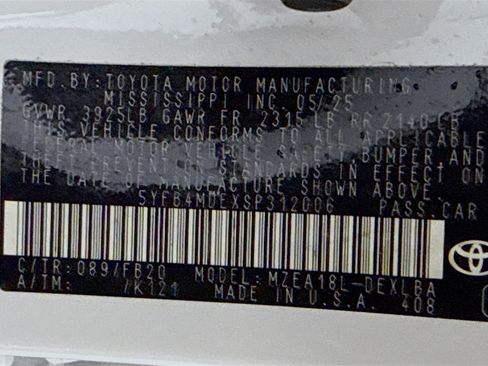 MFD. BY: TOYOTA MOTOR MANUFACTURING,
MISSISSIPPI INC. 05/25
GVWR 3925LB GAWR FR 2315LB RR 2140LB
THIS VEHICLE CONFORMS TO ALL APPLICABLE
FEDERAL MOTOR VEHICLE SAFETY BUMPER, AND
THEFT PREVENTION STANDARDS IN EFFECT ON
THE DATE OF MANUFACTURE SHOWN ABOVE.
5YFB4MDEXSP312006 PASS. CAR
C/TR: 089/FB20 MODEL: MZEA18L-DEXLBA
A/TM: /K121 MADE IN U.S.A. 408